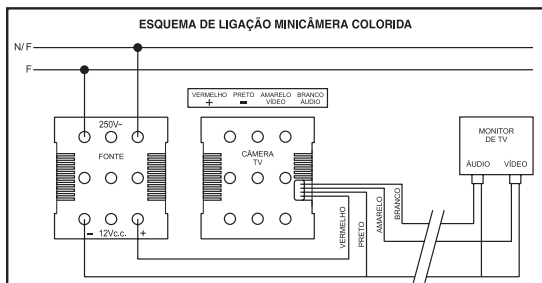 ESQUEMA DE LIGAÇÃO MINICÂMERA COLORIDA
N/F
F
VERMELHO PRETO AMARELO BRANCO
+ - VÍDEO ÁUDIO
250V~
FONTE
- 12Vc.c. +
CÂMERA
TV
MONITOR
DE TV
ÁUDIO VÍDEO
VERMELHO
PRETO
AMARELO
BRANCO